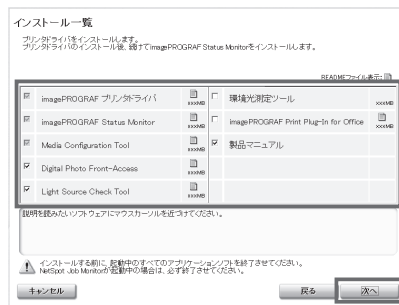 インストール一覧
プリンタドライバをインストールします。
プリンタドライバのインストール後、続けてimagePROGRAF Status Monitorをインストールします。
READMEファイル表示:
imagePROGRAF プリンタドライバ xxxMB 環境光測定ツール xxxMB
imagePROGRAF Status Monitor xxxMB imagePROGRAF Print Plug-In for Office xxxMB
Media Configuration Tool xxxMB 製品マニュアル
Digital Photo Front-Access xxxMB
Light Source Check Tool xxxMB
説明を読みたいソフトウェアにマウスカーソルを近づけてください。
インストールする前に、起動中のすべてのアプリケーションソフトを終了させてください。
NetSpot Job Monitorが起動中の場合は、必ず終了させてください。
キャンセル 戻る 次へ